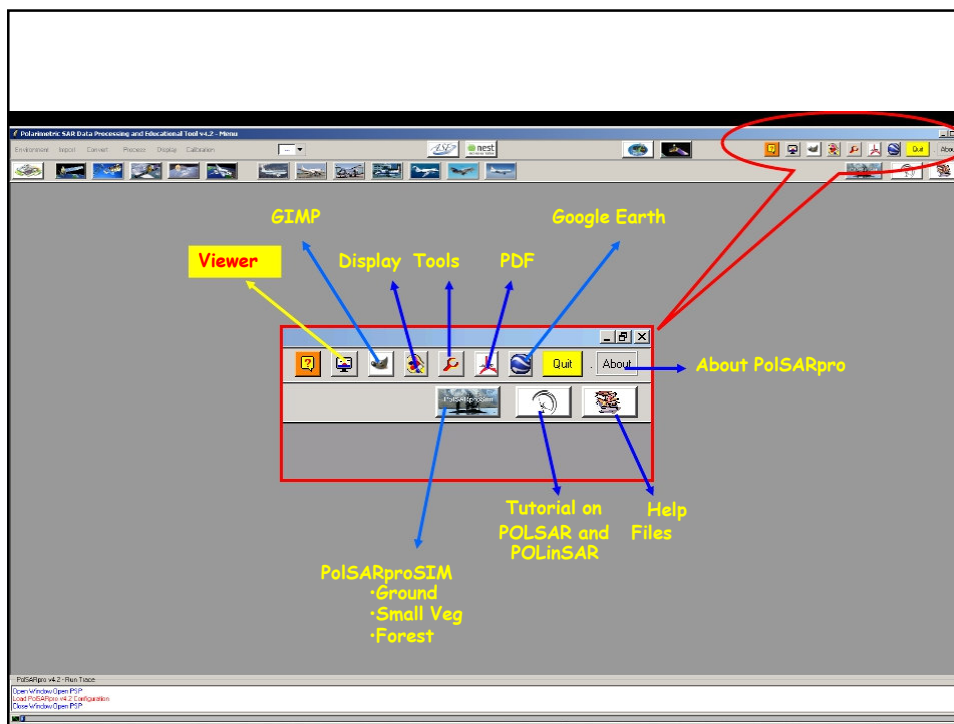 Polarimetric SAR Data Processing and Educational Tool v4.2 - Menu
Environment Import Convert Process Display Calibration
ASF nest
Quit About
GIMP Google Earth
Viewer Display Tools PDF
Quit . About About PolSARpro
PolSARproSim
Tutorial on Help
POLSAR and Files
POLinSAR
PolSARproSIM
•Ground
•Small Veg
•Forest
PolSARpro v4.2 - Run Trace
Open Window Open PSP
Load PolSARpro v4.2 Configuration
Close Window Open PSP